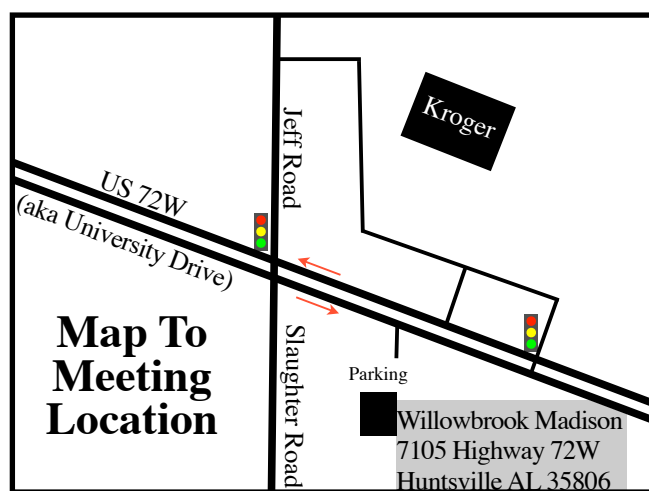 Kroger
Jeff Road
US 72W
(aka University Drive)
Map To
Meeting
Location
Slaughter Road
Parking
Willowbrook Madison
7105 Highway 72W
Huntsville AL 35806